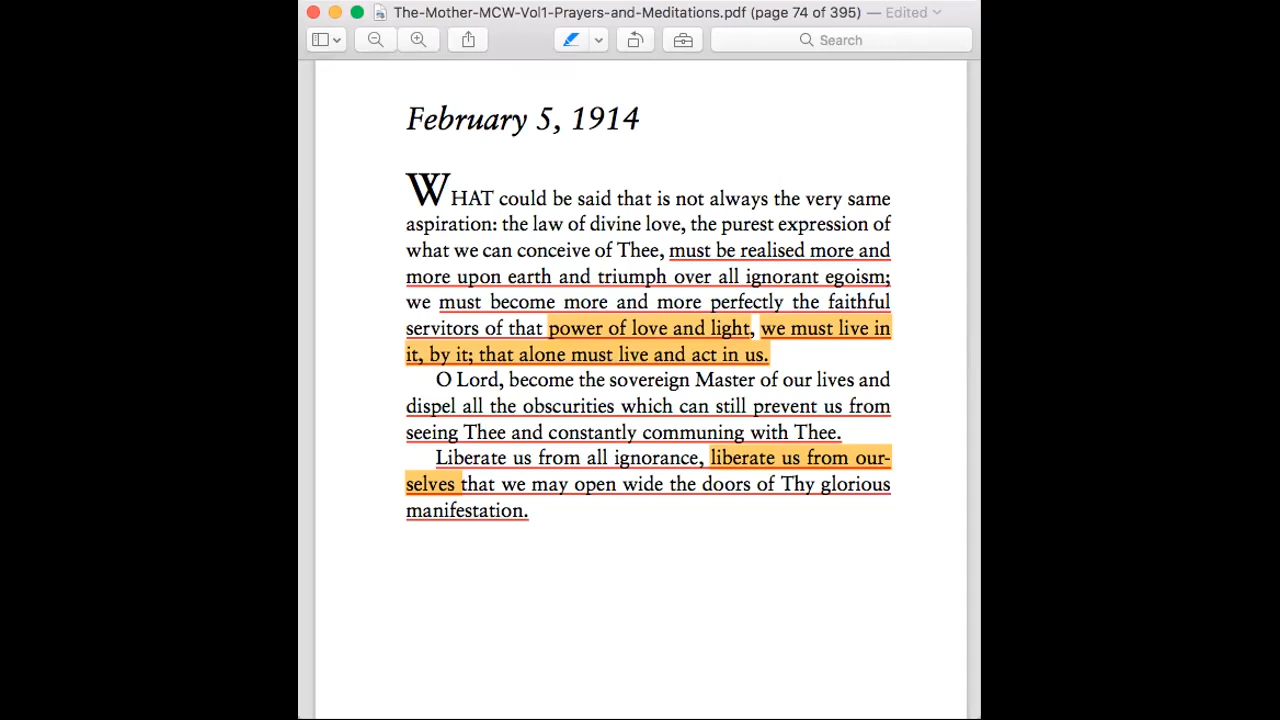 The-Mother-MCW-Vol1-Prayers-and-Meditations.pdf (page 74 of 395) — Edited
Search
February 5, 1914
WHAT could be said that is not always the very same
aspiration: the law of divine love, the purest expression of
what we can conceive of Thee, must be realised more and
more upon earth and triumph over all ignorant egoism;
we must become more and more perfectly the faithful
servitors of that power of love and light, we must live in
it, by it; that alone must live and act in us.
O Lord, become the sovereign Master of our lives and
dispel all the obscurities which can still prevent us from
seeing Thee and constantly communing with Thee.
Liberate us from all ignorance, liberate us from our-
selves that we may open wide the doors of Thy glorious
manifestation.